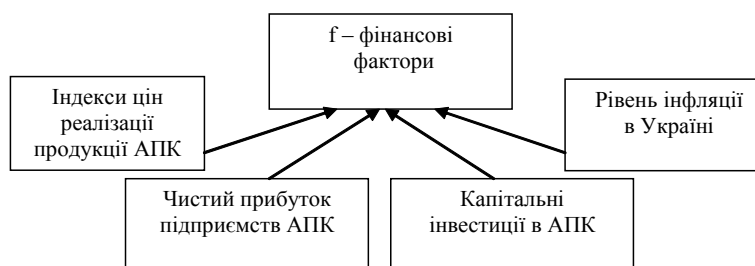 f – фінансові
фактори
Індекси цін
реалізації
продукції АПК
Рівень інфляції
в Україні
Чистий прибуток
підприємств АПК
Капітальні
інвестиції в АПК